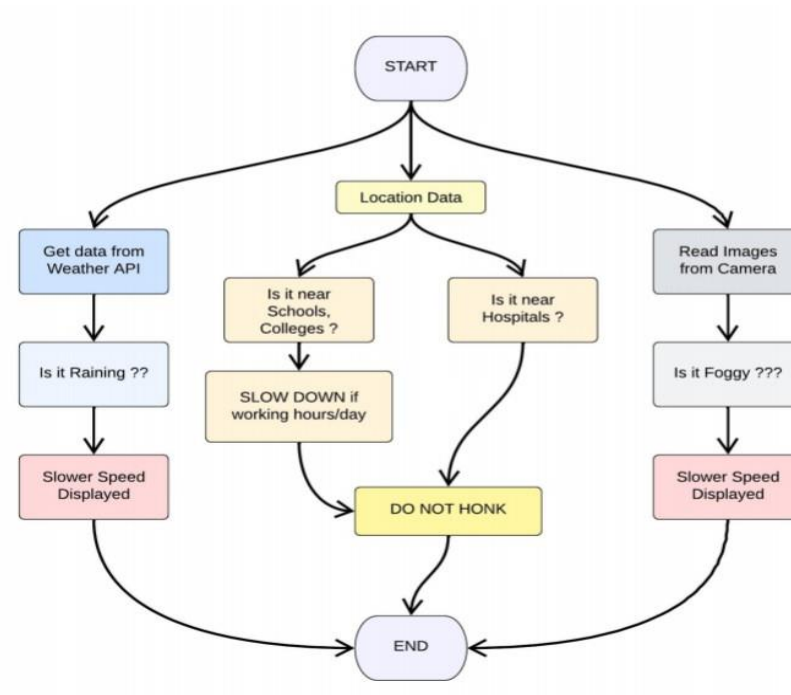 START
Location Data
Get data from
Weather API
Read Images
from Camera
Is it near
Schools,
Colleges ?
Is it near
Hospitals ?
Is it Raining ??
Is it Foggy ???
SLOW DOWN if
working hours/day
Slower Speed
Displayed
DO NOT HONK
Slower Speed
Displayed
END